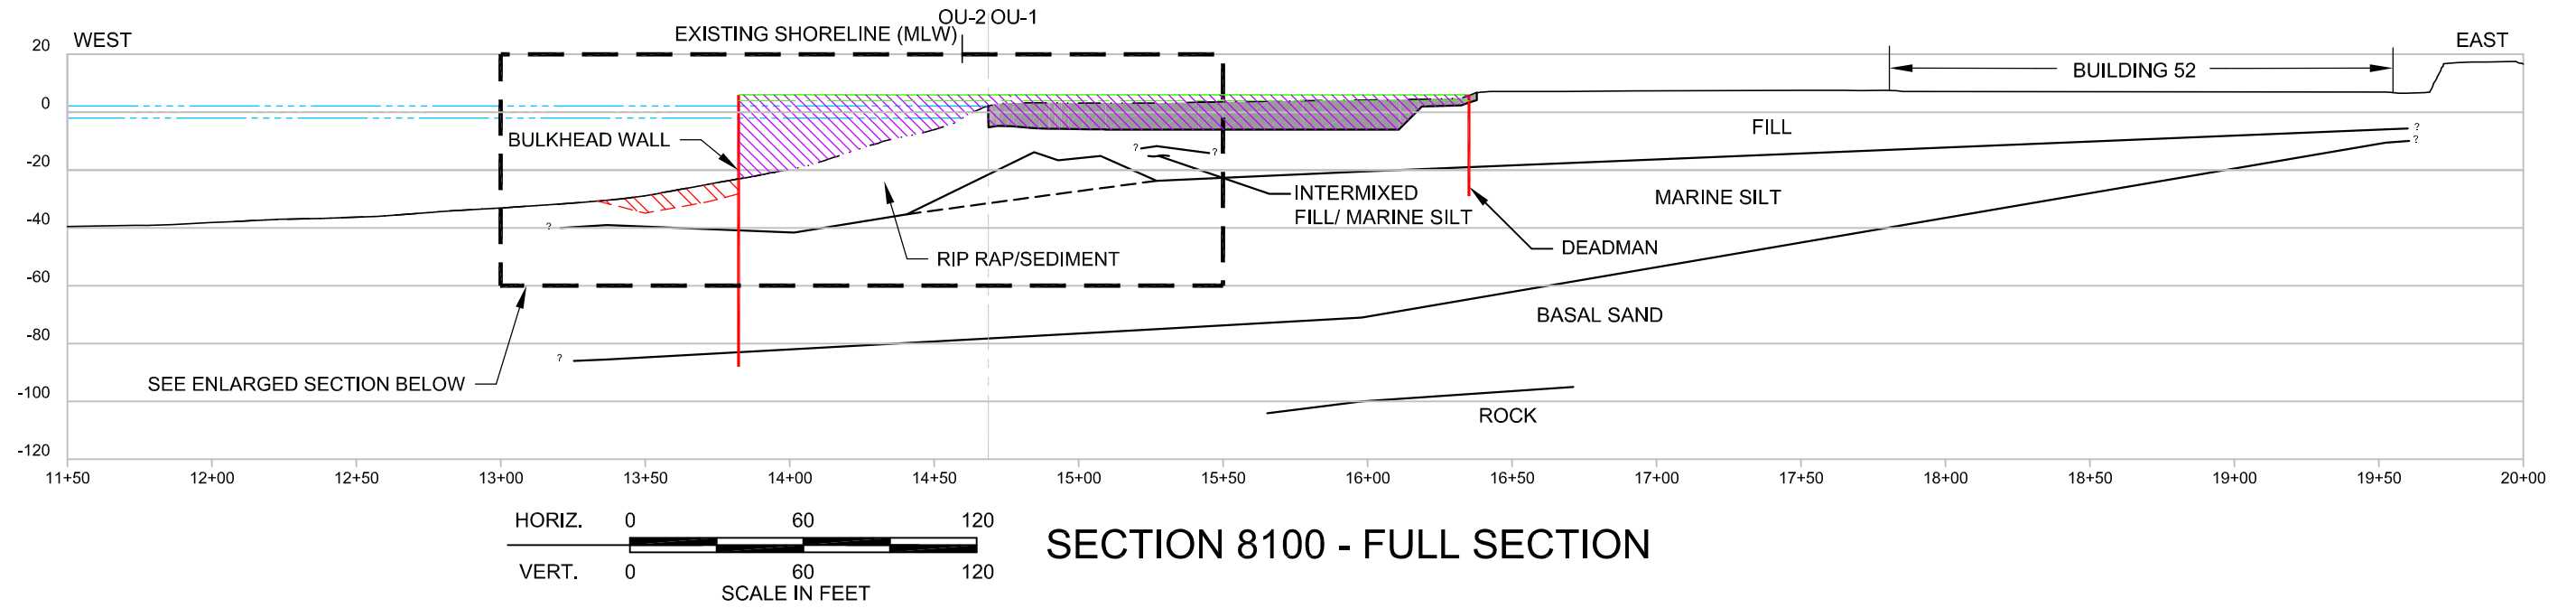 OU-2 OU-1
EXISTING SHORELINE (MLW)
WEST
EAST
20
0
-20
-40
-60
-80
-100
-120
BUILDING 52
BULKHEAD WALL
FILL
?
?
?
?
INTERMIXED
FILL/ MARINE SILT
MARINE SILT
?
DEADMAN
RIP RAP/SEDIMENT
BASAL SAND
?
SEE ENLARGED SECTION BELOW
ROCK
11+50
12+00
12+50
13+00
13+50
14+00
14+50
15+00
15+50
16+00
16+50
17+00
17+50
18+00
18+50
19+00
19+50
20+00
HORIZ. 0 60 120
VERT. 0 60 120
SCALE IN FEET
SECTION 8100 - FULL SECTION